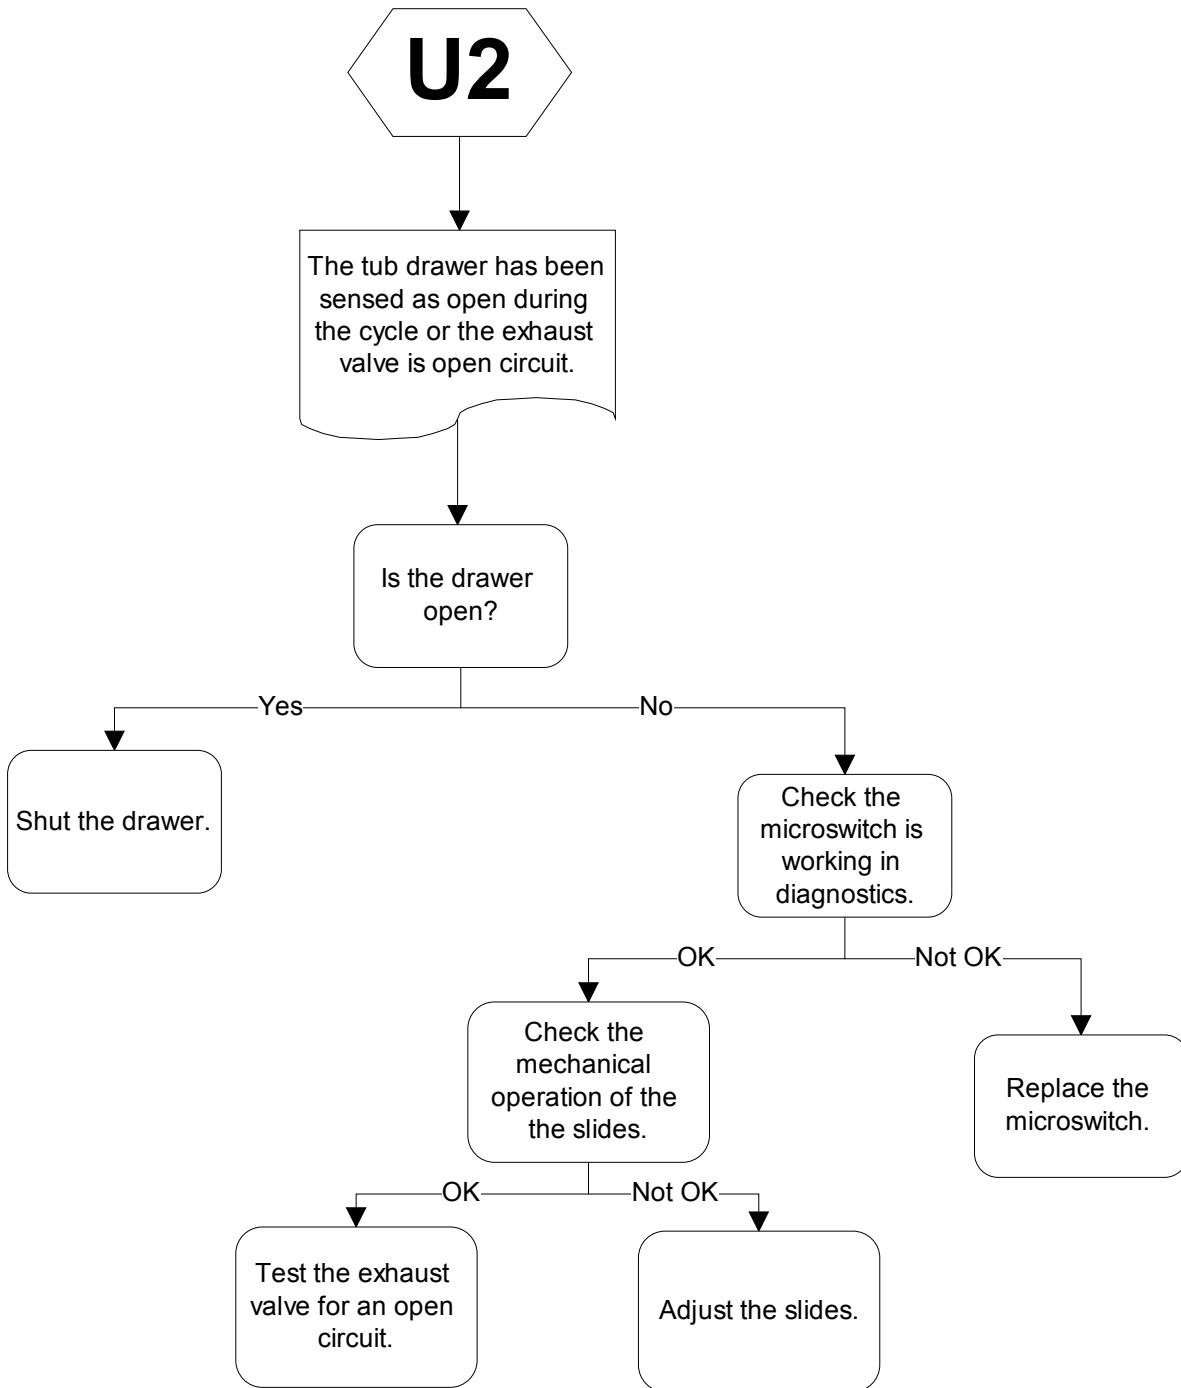 U2
The tub drawer has been
sensed as open during
the cycle or the exhaust
valve is open circuit.
Is the drawer
open?
Yes
No
Shut the drawer.
Check the
microswitch is
working in
diagnostics.
OK
Not OK
Check the
mechanical
operation of the
the slides.
Replace the
microswitch.
OK
Not OK
Test the exhaust
valve for an open
circuit.
Adjust the slides.